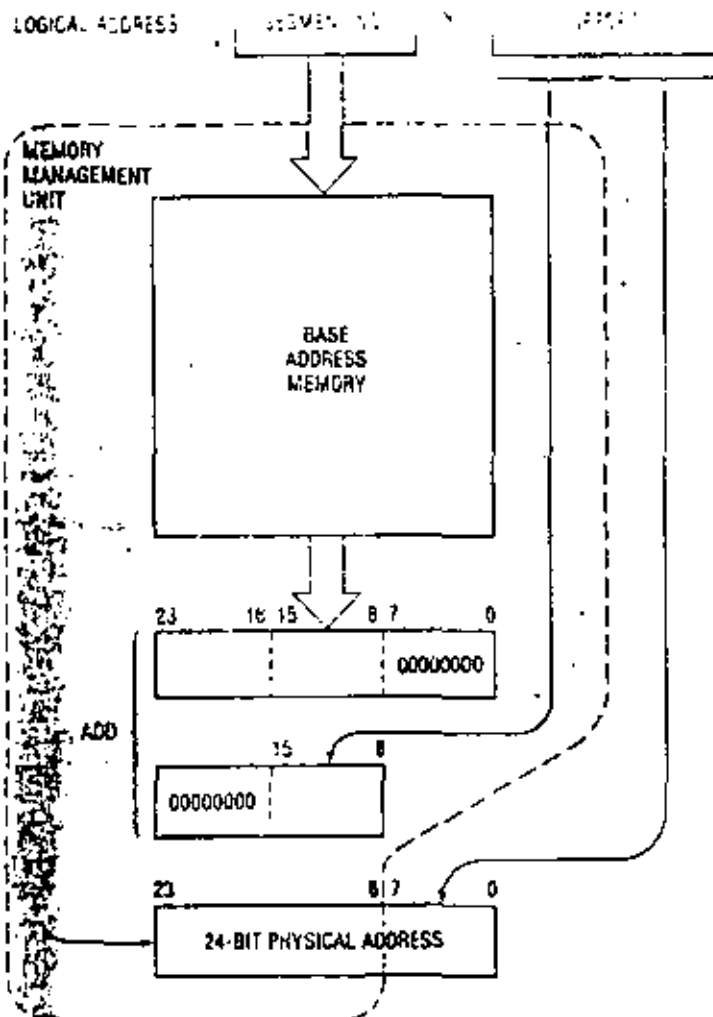 LOGICAL ADDRESS
MEMORY
MANAGEMENT
UNIT
BASE
ADDRESS
MEMORY
23 16 15 8 7 0
00000000
ADD
15 8
00000000
23 8 7 0
24-BIT PHYSICAL ADDRESS